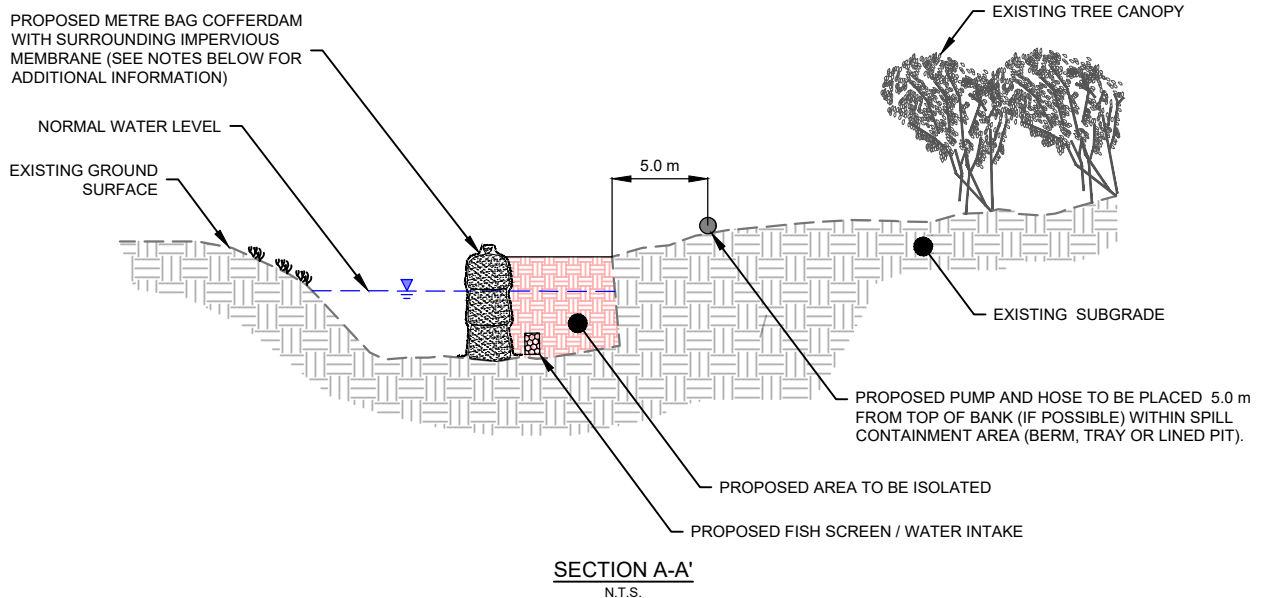 PROPOSED METRE BAG COFFERDAM
WITH SURROUNDING IMPERVIOUS
MEMBRANE (SEE NOTES BELOW FOR
ADDITIONAL INFORMATION)
EXISTING TREE CANOPY
NORMAL WATER LEVEL
EXISTING GROUND
SURFACE
5.0 m
EXISTING SUBGRADE
PROPOSED PUMP AND HOSE TO BE PLACED 5.0 m
FROM TOP OF BANK (IF POSSIBLE) WITHIN SPILL
CONTAINMENT AREA (BERM, TRAY OR LINED PIT).
PROPOSED AREA TO BE ISOLATED
PROPOSED FISH SCREEN / WATER INTAKE
SECTION A-A'
N.T.S.